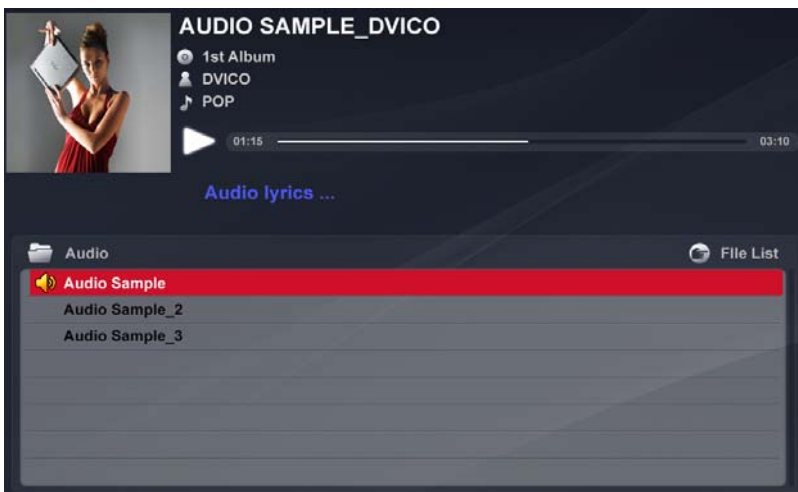 AUDIO SAMPLE_DVICO
1st Album
DVICO
POP
01:15 03:10
Audio lyrics ...
Audio FIle List
Audio Sample
Audio Sample_2
Audio Sample_3